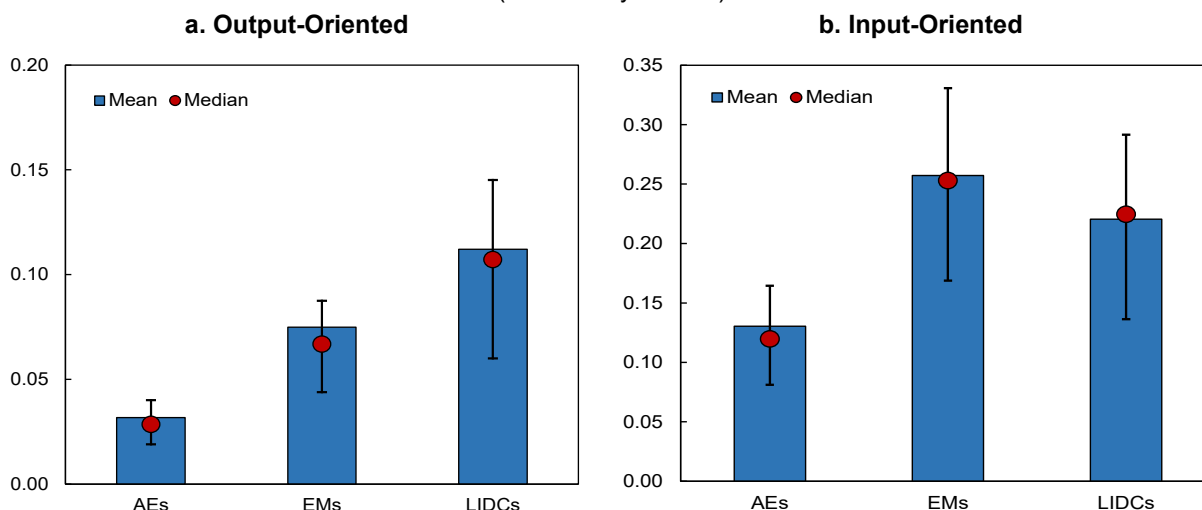 a. Output-Oriented
0.20
0.15
0.10
0.05
0.00
Mean Median
AEs EMs LIDCs
b. Input-Oriented
0.35
0.30
0.25
0.20
0.15
0.10
0.05
0.00
Mean Median
AEs EMs LIDCs